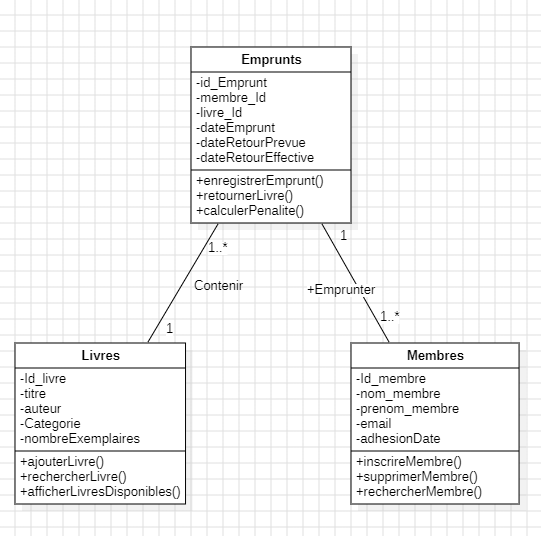 Emprunts
-id_Emprunt
-membre_Id
-livre_Id
-dateEmprunt
-dateRetourPrevue
-dateRetourEffective
+enregistrerEmprunt()
+retournerLivre()
+calculerPenalite()
1
1..*
Contenir
+Emprunter
1..*
1
Livres
-Id_livre
-titre
-auteur
-Categorie
-nombreExemplaires
+ajouterLivre()
+rechercherLivre()
+afficherLivresDisponibles()
Membres
-Id_membre
-nom_membre
-prenom_membre
-email
-adhesionDate
+inscrireMembre()
+supprimerMembre()
+rechercherMembre()